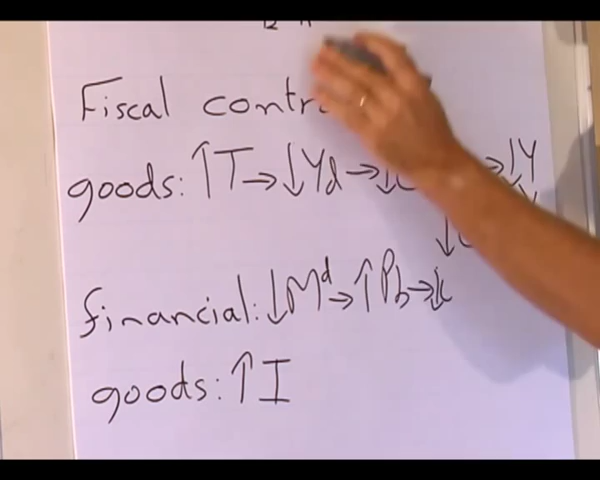 Fiscal contr
goods: ↑T → ↓Yd → ↓C → ↓Y
financial: ↓Mᵈ → ↑Pb → ↓i
goods: ↑I